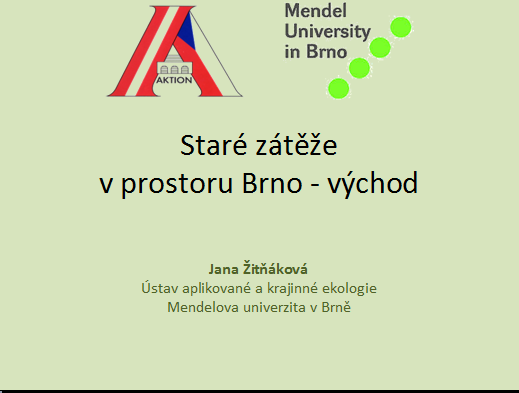 AKTION
Mendel
University
in Brno
Staré zátěže
v prostoru Brno - východ
Jana Žitňáková
Ústav aplikované a krajinné ekologie
Mendelova univerzita v Brně